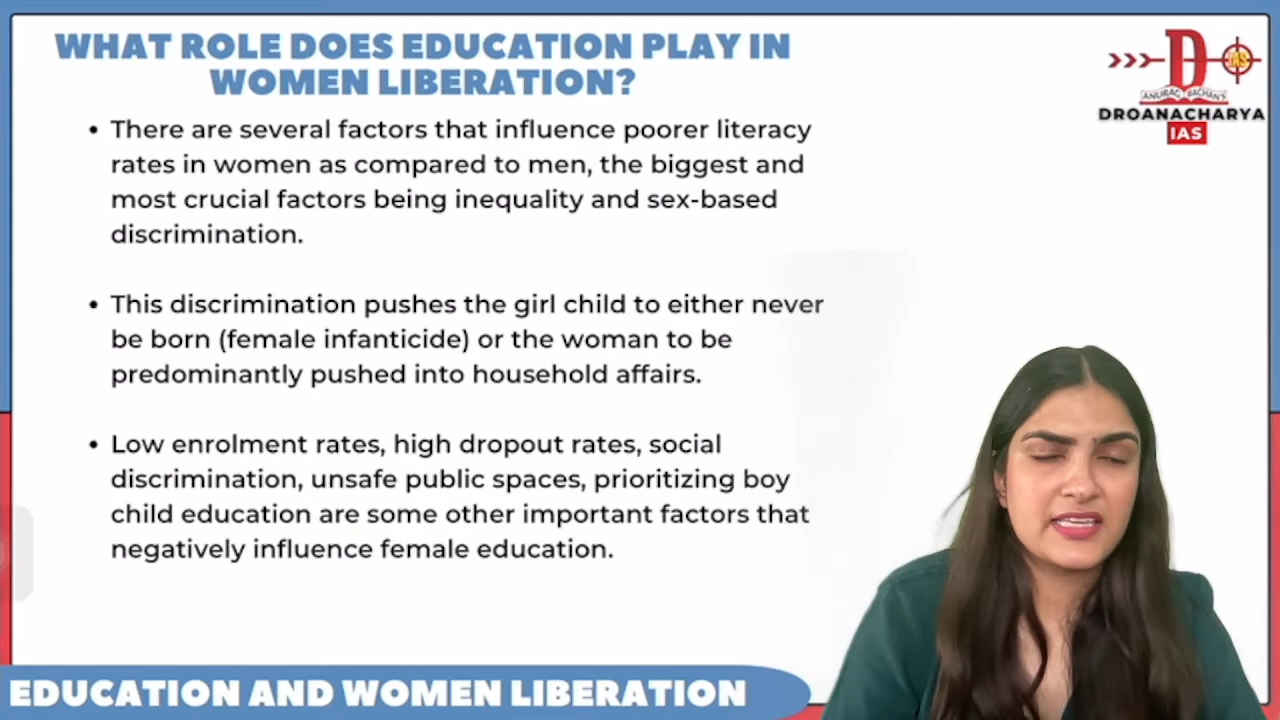 WHAT ROLE DOES EDUCATION PLAY IN
WOMEN LIBERATION?
• There are several factors that influence poorer literacy
rates in women as compared to men, the biggest and
most crucial factors being inequality and sex-based
discrimination.
• This discrimination pushes the girl child to either never
be born (female infanticide) or the woman to be
predominantly pushed into household affairs.
• Low enrolment rates, high dropout rates, social
discrimination, unsafe public spaces, prioritizing boy
child education are some other important factors that
negatively influence female education.
D
IAS
ANURAG BACHAN'S
DROANACHARYA
IAS
EDUCATION AND WOMEN LIBERATION